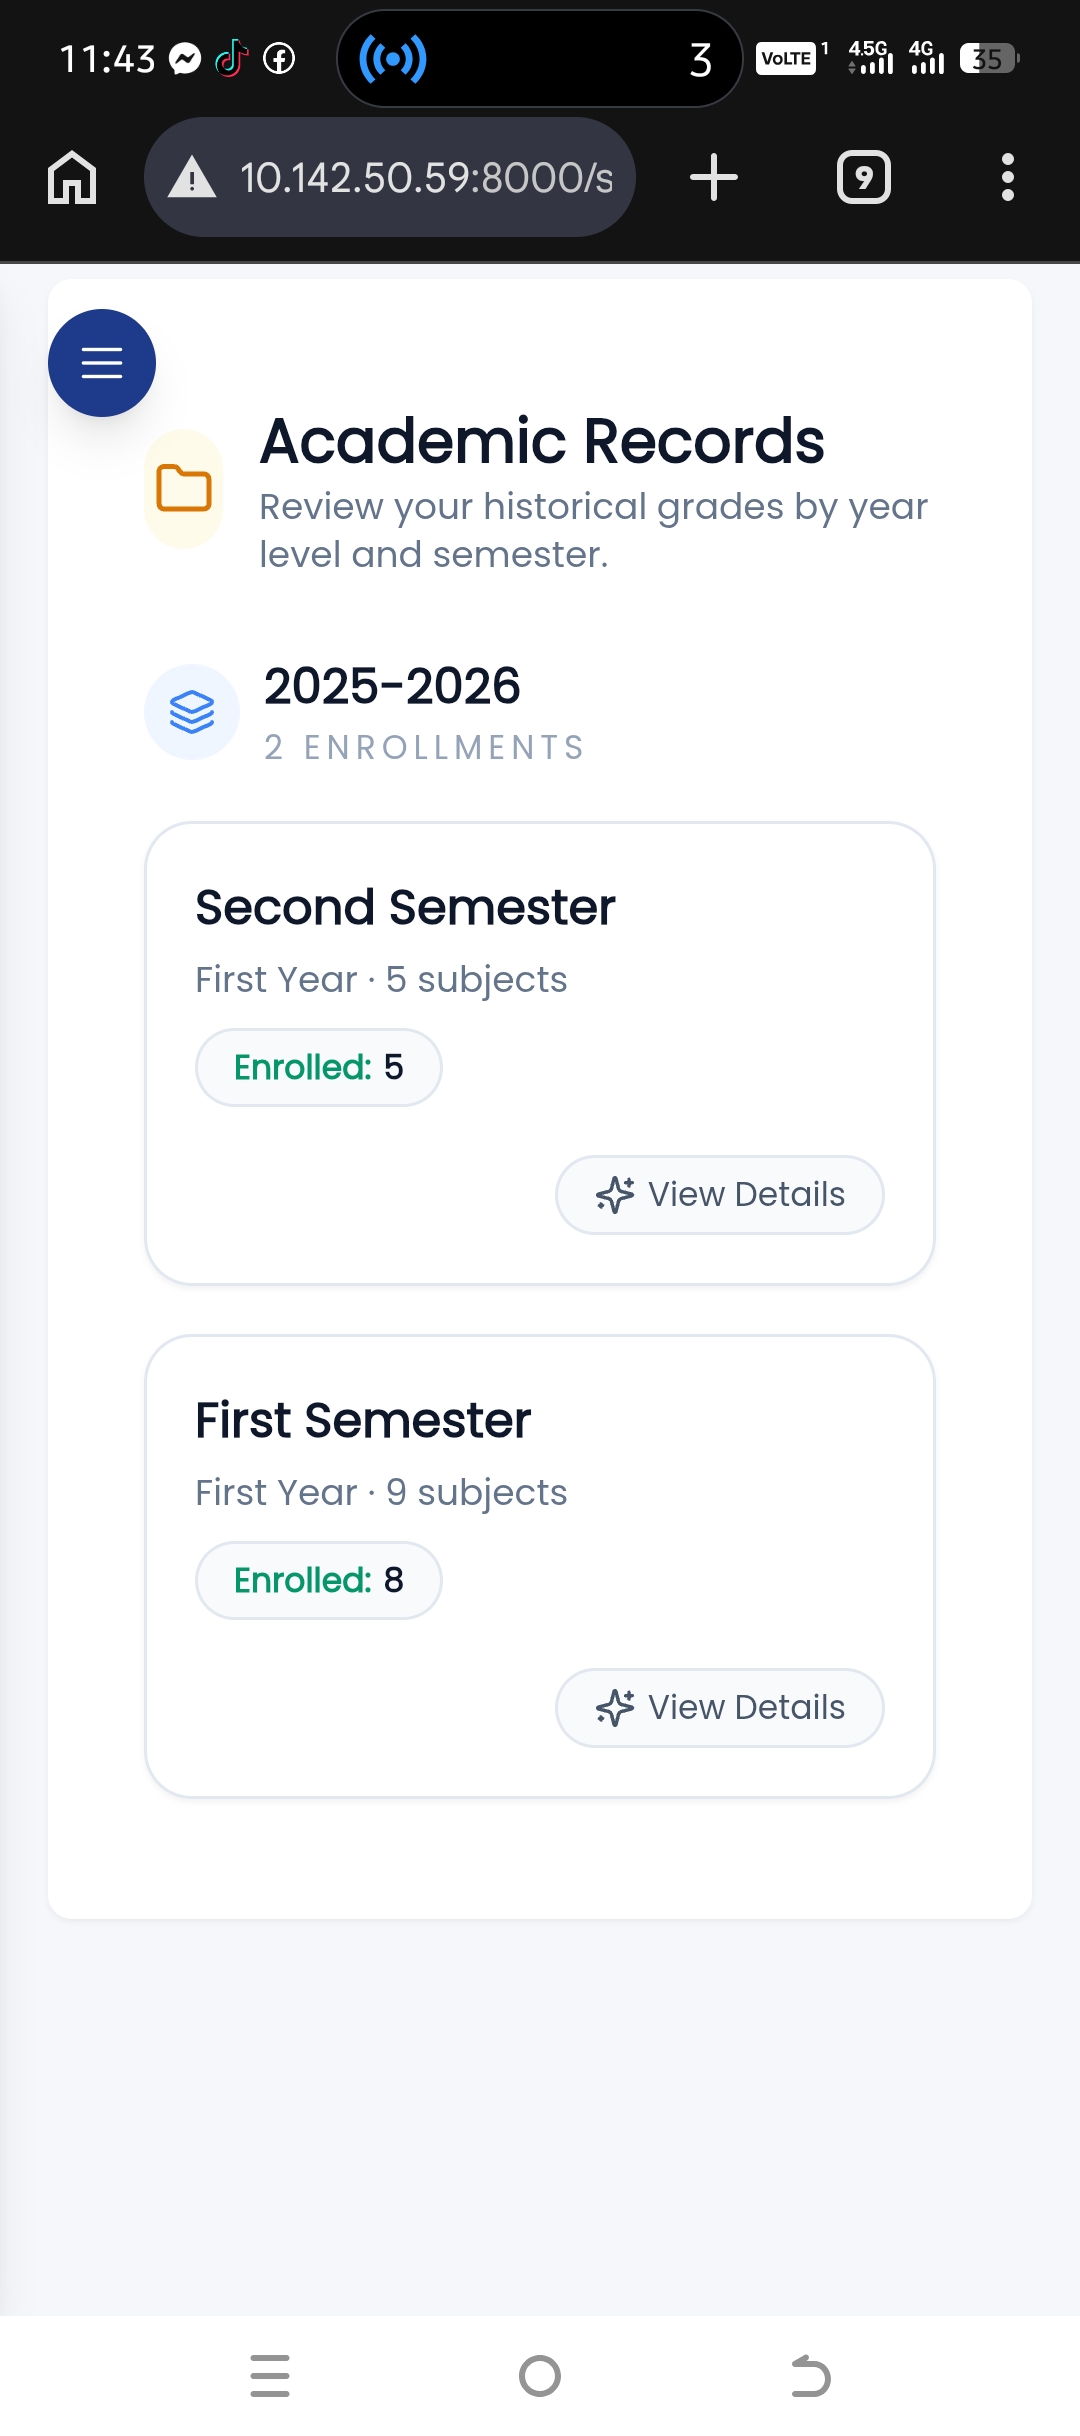 11:43
3
VoLTE 1 4.5G 4G 35
10.142.50.59:8000/s
9
Academic Records
Review your historical grades by year
level and semester.
2025-2026
2 ENROLLMENTS
Second Semester
First Year · 5 subjects
Enrolled: 5
View Details
First Semester
First Year · 9 subjects
Enrolled: 8
View Details